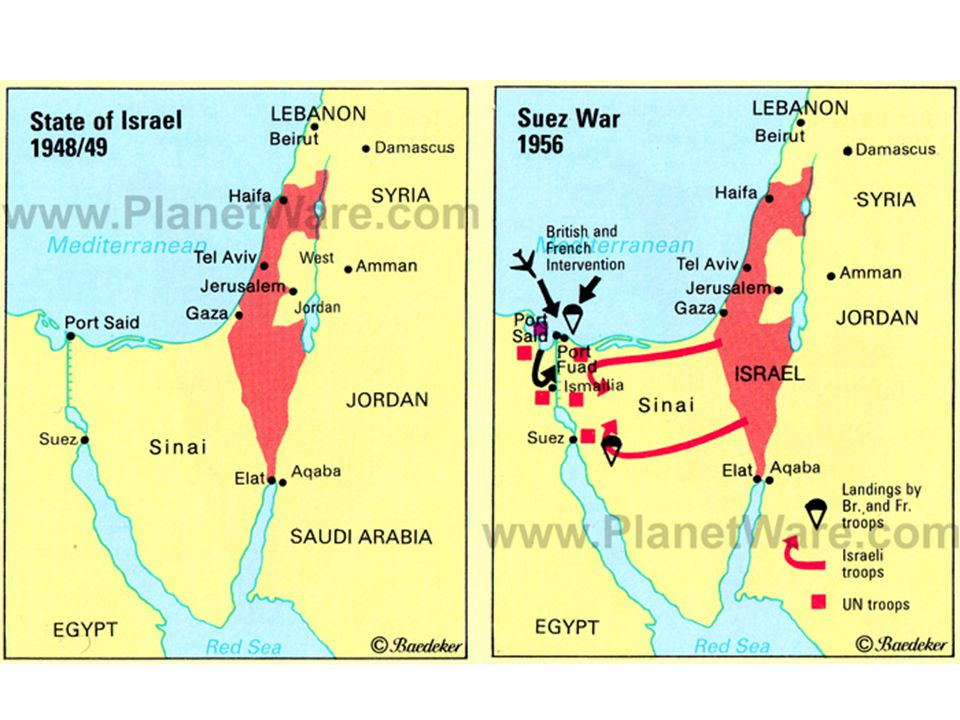 State of Israel
1948/49
LEBANON
Beirut
Damascus
Haifa
SYRIA
www.PlanetWare.com
Mediterranean
Tel Aviv
West
Amman
Jerusalem
Jordan
Gaza
Port Said
JORDAN
Suez
Sinai
Elat
Aqaba
SAUDI ARABIA
EGYPT
Red Sea
© Baedeker
Suez War
1956
LEBANON
Beirut
Damascus
Haifa
SYRIA
British and
French
Intervention
Mediterranean
Tel Aviv
Amman
Jerusalem
Gaza
Port
Said
JORDAN
Port
Fuad
ISRAEL
Ismailia
Sinai
Suez
Elat
Aqaba
Landings by
Br. and Fr.
troops
www.PlanetWare.com
Israeli
troops
UN troops
EGYPT
Red Sea
© Baedeker